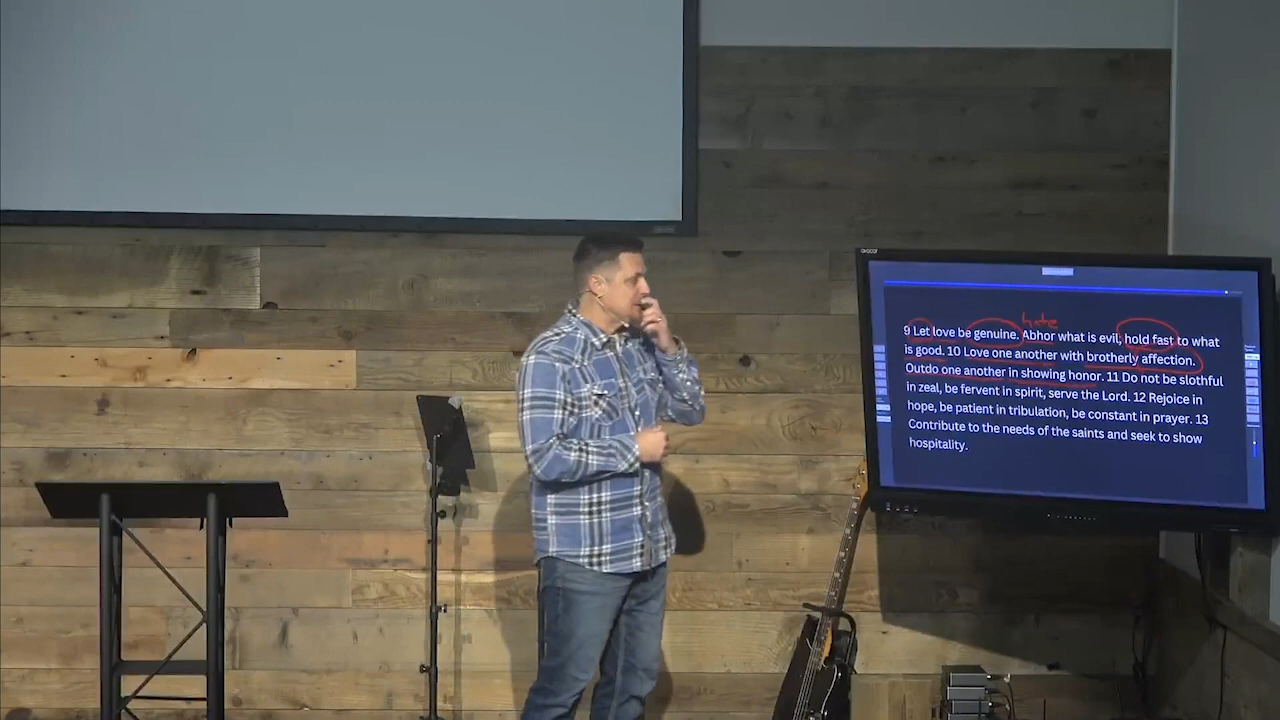 avocor
hate
9 Let love be genuine. Abhor what is evil, hold fast to what
is good. 10 Love one another with brotherly affection.
Outdo one another in showing honor. 11 Do not be slothful
in zeal, be fervent in spirit, serve the Lord. 12 Rejoice in
hope, be patient in tribulation, be constant in prayer. 13
Contribute to the needs of the saints and seek to show
hospitality.